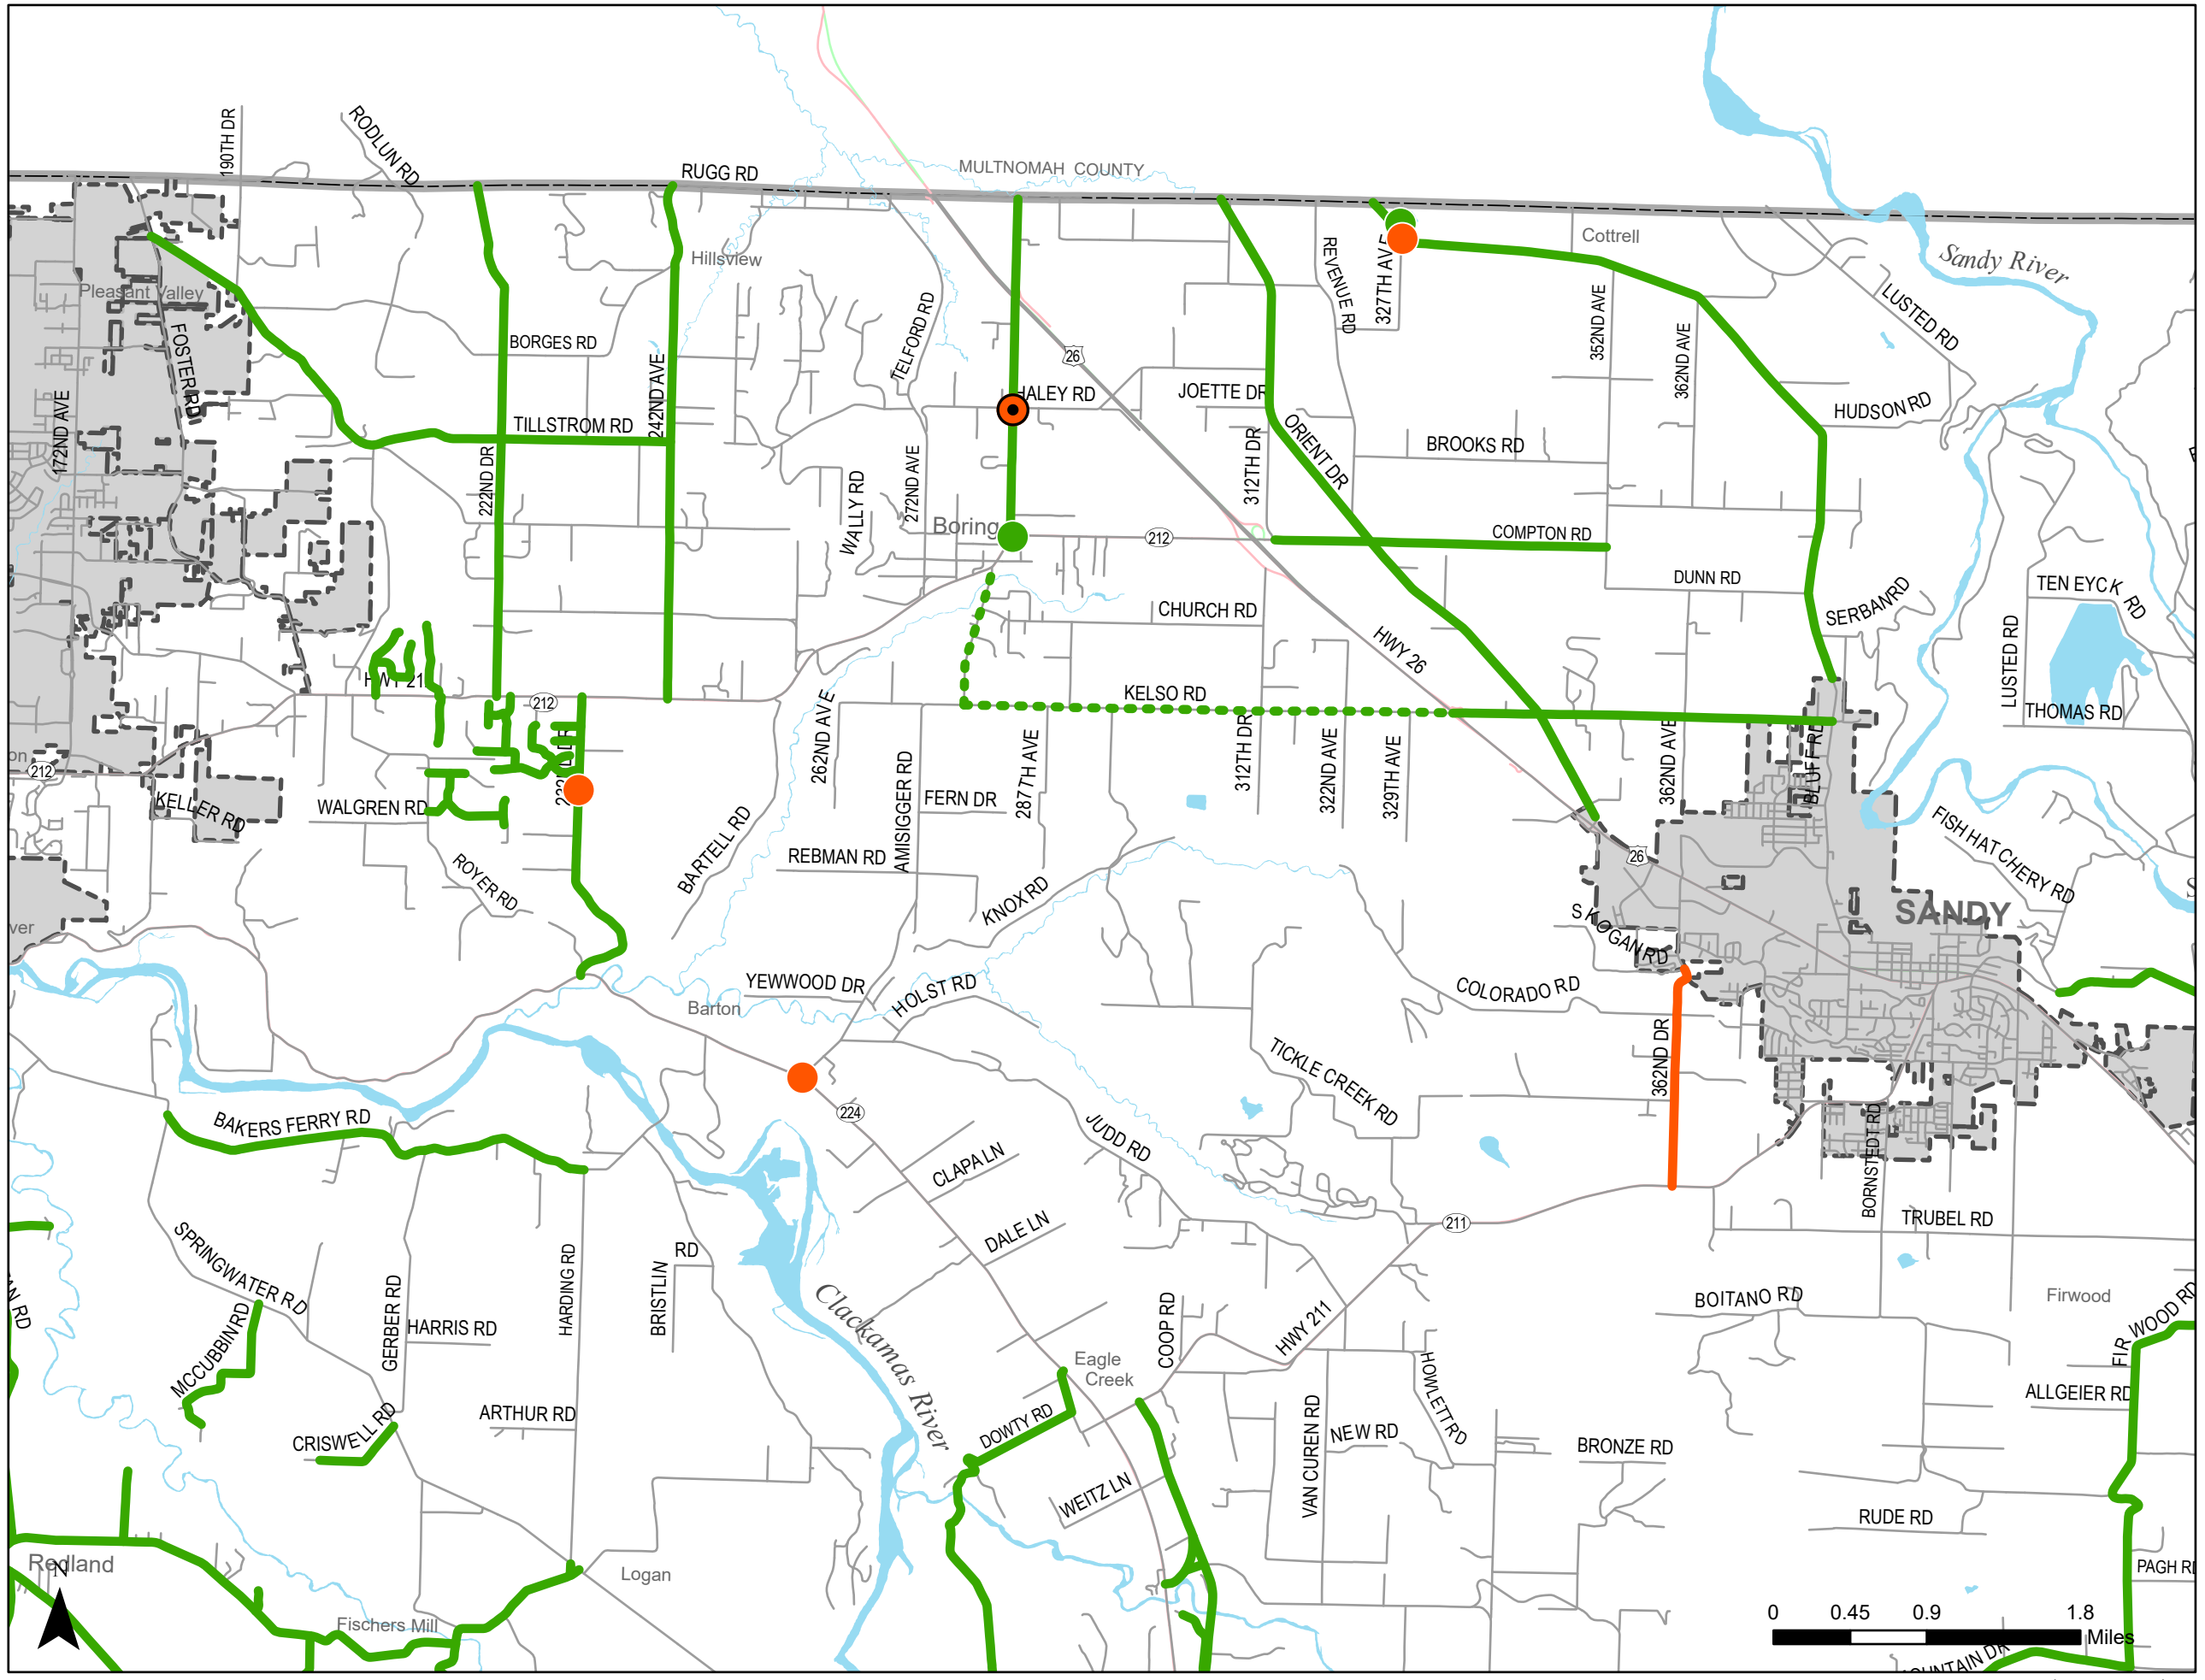 190TH DR
RODLUN RD
RUGG RD
MULTNOMAH COUNTY
Hillsview
Cottrell
Sandy River
Pleasant Valley
FOSTER RD
172ND AVE
BORGES RD
242ND AVE
TELFORD RD
26
REVENUE RD
327TH AVE
352ND AVE
362ND AVE
LUSTED RD
HALEY RD
JOETTE DR
HUDSON RD
TILLSTROM RD
222ND DR
WALLY RD
272ND AVE
312TH DR
ORIENT DR
BROOKS RD
Boring
212
COMPTON RD
DUNN RD
CHURCH RD
SERBAN RD
TEN EYCK RD
LUSTED RD
THOMAS RD
HWY 26
HWY 21
212
KELSO RD
262ND AVE
AMISIGGER RD
287TH AVE
312TH DR
322ND AVE
329TH AVE
362ND AVE
BLUFF RD
on
212
KELLER RD
WALGREN RD
FERN DR
BARTELL RD
REBMAN RD
ROYER RD
KNOX RD
26
FISH HATCHERY RD
SANDY
SKOGAN RD
ver
YEWWOOD DR
HOLST RD
Barton
COLORADO RD
362ND DR
TICKLE CREEK RD
224
BAKERS FERRY RD
JUDD RD
CLAPA LN
BORNSTEDT RD
DALE LN
211
TRUBEL RD
SPRINGWATER RD
GERBER RD
HARDING RD
BRISTLIN
RD
Clackamas River
HWY 211
COOP RD
BOITANO RD
Firwood
FIR WOOD RD
MCCUBBIN RD
HARRIS RD
Eagle
Creek
HOWLETT RD
ALLGEIER RD
CRISWELL RD
ARTHUR RD
DOWTY RD
VAN CUREN RD
NEW RD
BRONZE RD
WEITZ LN
RUDE RD
PAGH RD
Redland
N
Logan
Fischers Mill
0 0.45 0.9 1.8
Miles